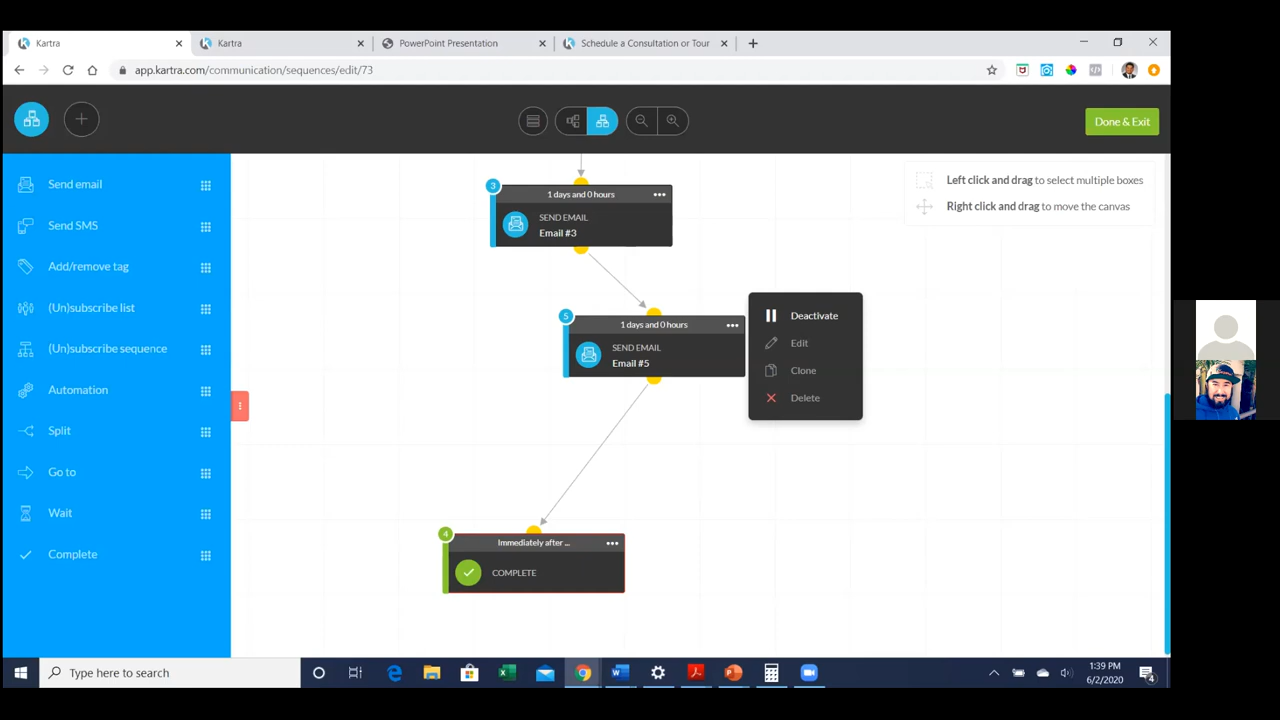 Kartra
Kartra
PowerPoint Presentation
Schedule a Consultation or Tour
app.kartra.com/communication/sequences/edit/73
Done & Exit
Send email
Send SMS
Add/remove tag
(Un)subscribe list
(Un)subscribe sequence
Automation
Split
Go to
Wait
Complete
Left click and drag to select multiple boxes
Right click and drag to move the canvas
3
1 days and 0 hours
SEND EMAIL
Email #3
5
1 days and 0 hours
SEND EMAIL
Email #5
Deactivate
Edit
Clone
Delete
4
Immediately after ...
COMPLETE
Type here to search
1:39 PM
6/2/2020
4